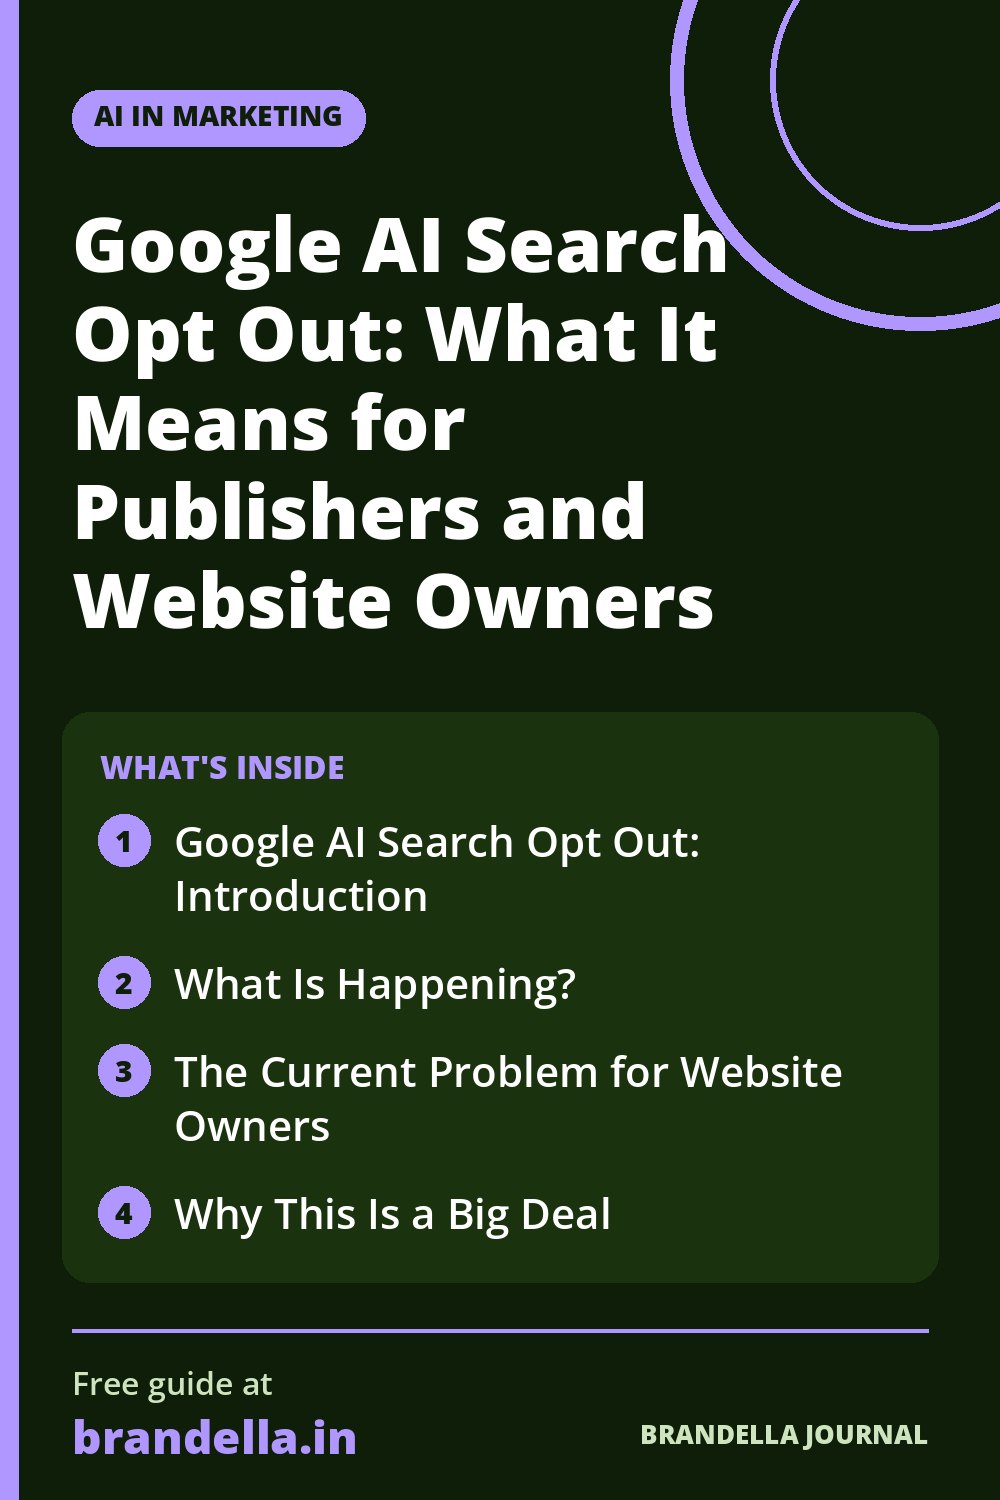 AI IN MARKETING
Google AI Search
Opt Out: What It
Means for
Publishers and
Website Owners
WHAT'S INSIDE
1 Google AI Search Opt Out:
Introduction
2 What Is Happening?
3 The Current Problem for Website
Owners
4 Why This Is a Big Deal
Free guide at
brandella.in
BRANDELLA JOURNAL